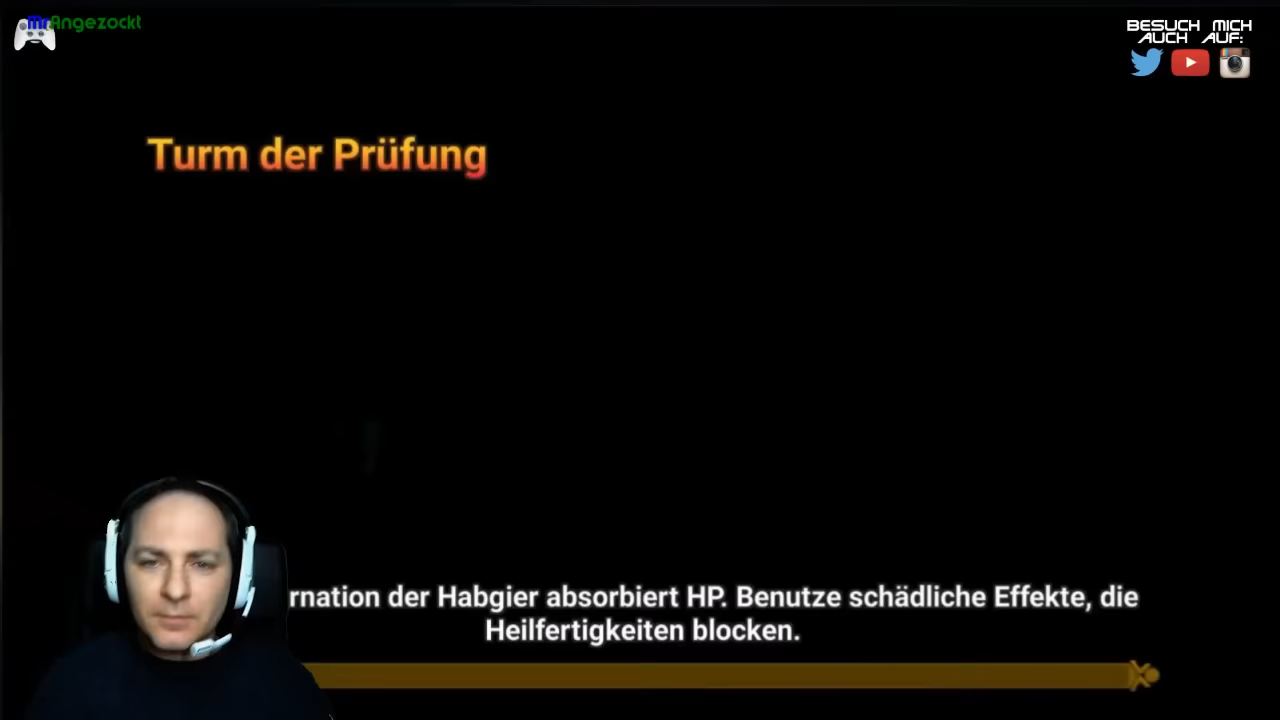 MrAngezockt
BESUCH MICH
AUCH AUF:
Turm der Prüfung
rnation der Habgier absorbiert HP. Benutze schädliche Effekte, die
Heilfertigkeiten blocken.